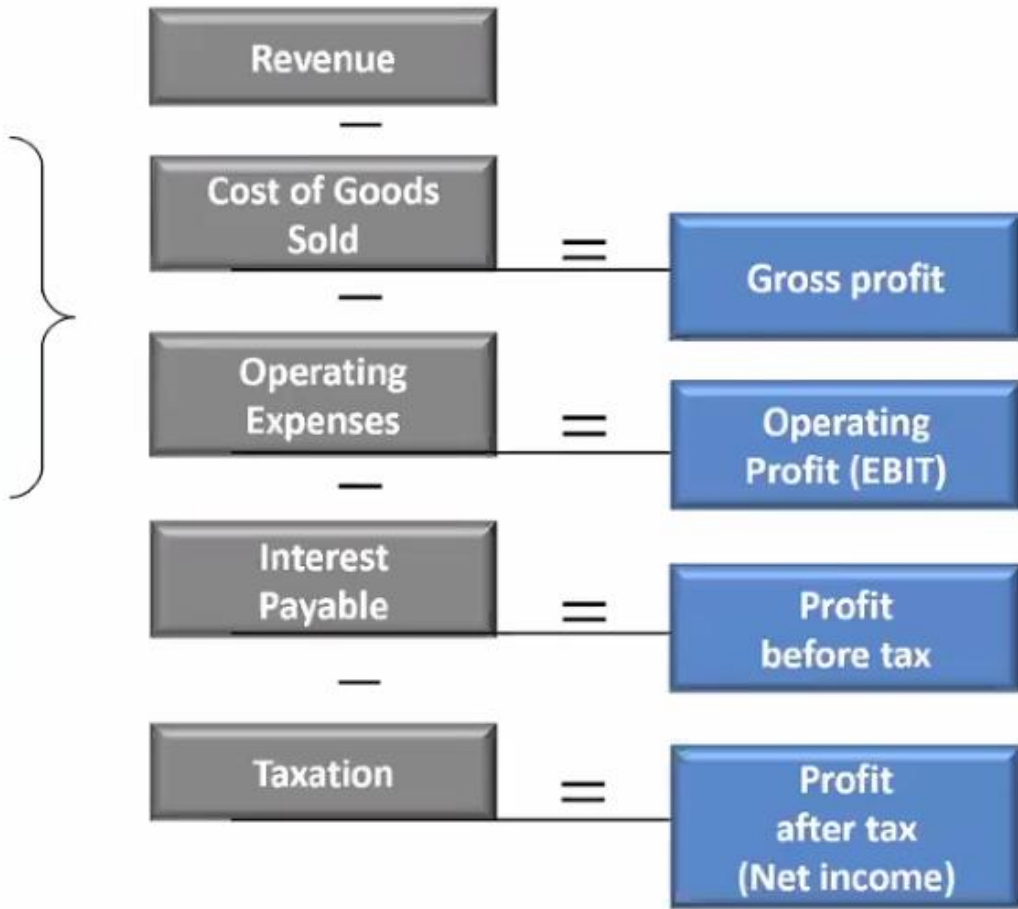 Revenue
–
Cost of Goods
Sold
=
Gross profit
–
Operating
Expenses
=
Operating
Profit (EBIT)
–
Interest
Payable
=
Profit
before tax
–
Taxation
=
Profit
after tax
(Net income)